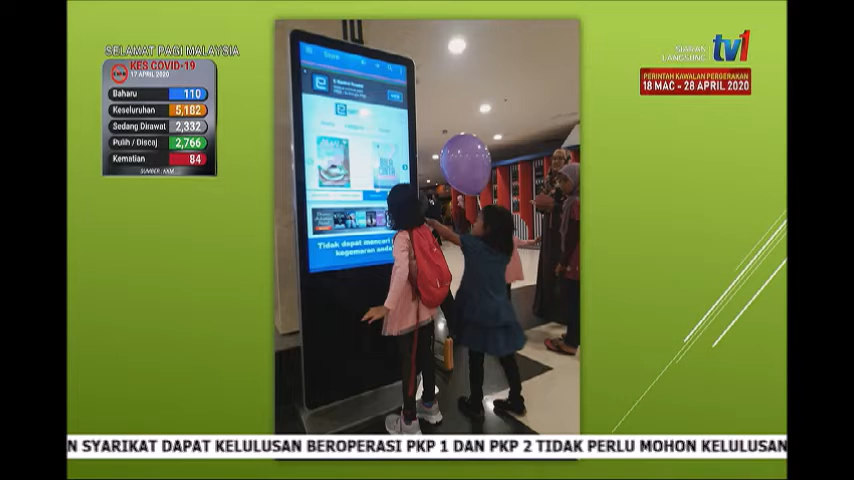 SELAMAT PAGI MALAYSIA
KES COVID-19
17 APRIL 2020
Baharu 110
Keseluruhan 5,182
Sedang Dirawat 2,332
Pulih / Discaj 2,766
Kematian 84
SUMBER : KKM
SIARAN
LANGSUNG
tv1
PERINTAH KAWALAN PERGERAKAN
18 MAC - 28 APRIL 2020
Store
Tidak dapat mencari
kegemaran anda
N SYARIKAT DAPAT KELULUSAN BEROPERASI PKP 1 DAN PKP 2 TIDAK PERLU MOHON KELULUSAN